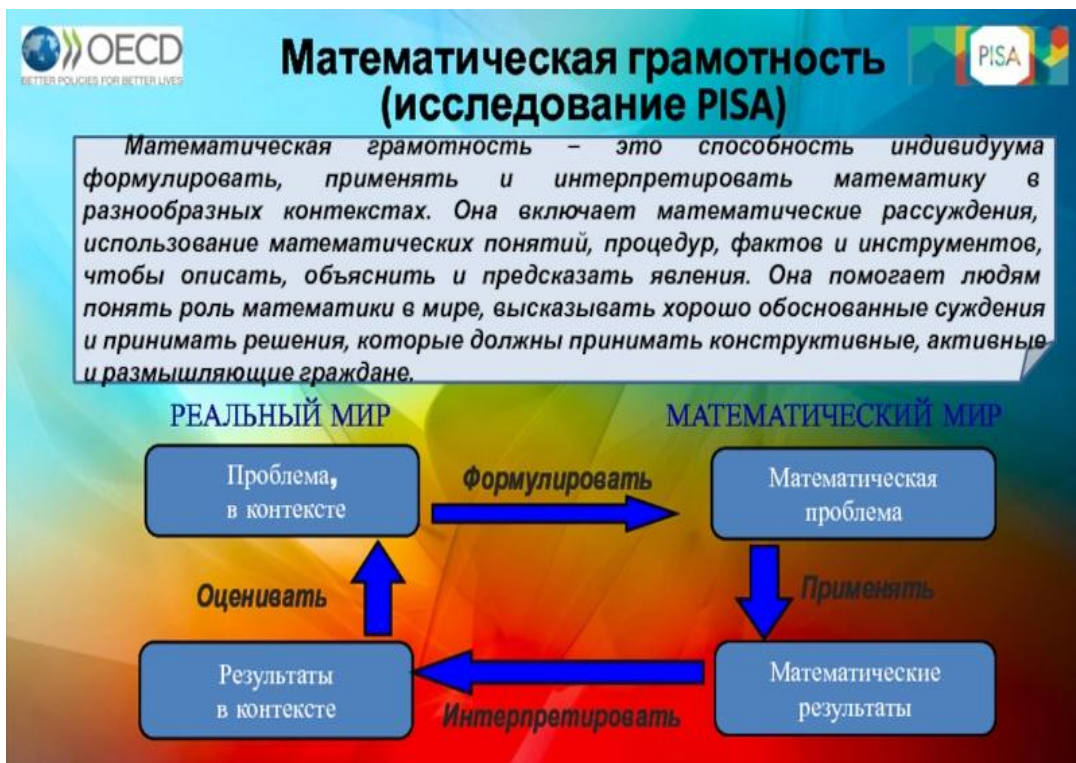 OECD
BETTER POLICIES FOR BETTER LIVES
Математическая грамотность
(исследование PISA)
PISA
Математическая грамотность – это способность индивидуума
формулировать, применять и интерпретировать математику в
разнообразных контекстах. Она включает математические рассуждения,
использование математических понятий, процедур, фактов и инструментов,
чтобы описать, объяснить и предсказать явления. Она помогает людям
понять роль математики в мире, высказывать хорошо обоснованные суждения
и принимать решения, которые должны принимать конструктивные, активные
и размышляющие граждане.
РЕАЛЬНЫЙ МИР
МАТЕМАТИЧЕСКИЙ МИР
Проблема,
в контексте
Формулировать
Математическая
проблема
Оценивать
Применять
Результаты
в контексте
Интерпретировать
Математические
результаты